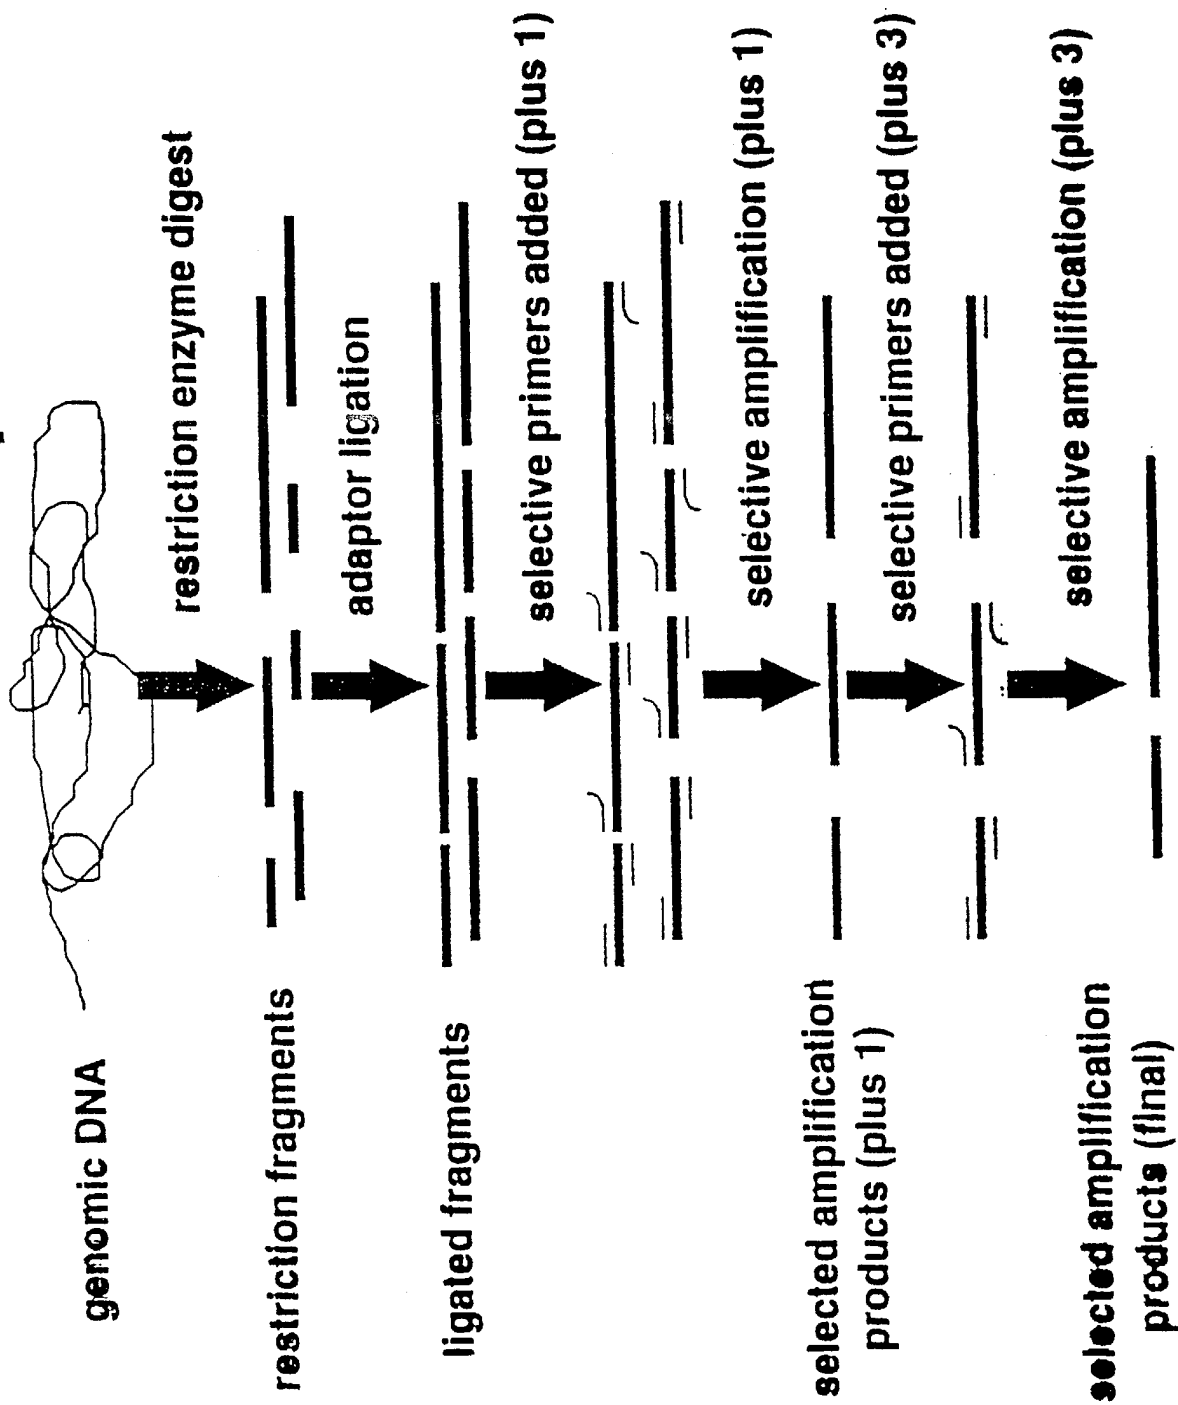 genomic DNA
restriction enzyme digest
restriction fragments
adaptor ligation
ligated fragments
selective primers added (plus 1)
selective amplification (plus 1)
selected amplification
products (plus 1)
selective primers added (plus 3)
selective amplification (plus 3)
selected amplification
products (final)